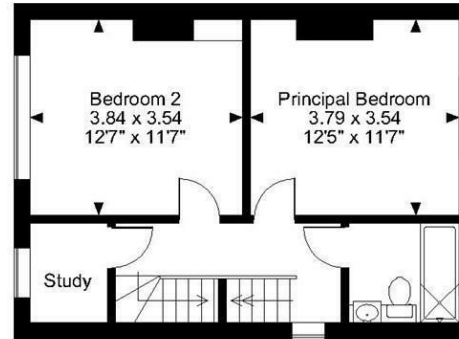 Bedroom 2
3.84 x 3.54
12'7" x 11'7"
Principal Bedroom
3.79 x 3.54
12'5" x 11'7"
Study